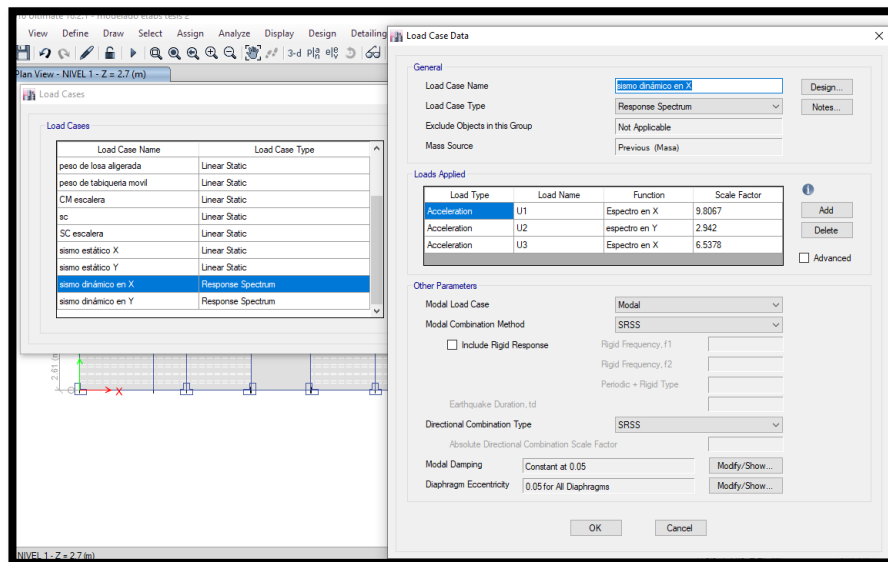 Ultimate 18.2.1 - modelado etabs tesis 2
View Define Draw Select Assign Analyze Display Design Detailing
3-d
Plan View - NIVEL 1 - Z = 2.7 (m)
Load Cases
Load Cases
Load Case Name Load Case Type
peso de losa aligerada Linear Static
peso de tabiqueria movil Linear Static
CM escalera Linear Static
sc Linear Static
SC escalera Linear Static
sismo estático X Linear Static
sismo estático Y Linear Static
sismo dinámico en X Response Spectrum
sismo dinámico en Y Response Spectrum
X
NIVEL 1 - Z = 2.7 (m)
Load Case Data
General
Load Case Name sismo dinámico en X Design...
Load Case Type Response Spectrum Notes...
Exclude Objects in this Group Not Applicable
Mass Source Previous (Masa)
Loads Applied
Load Type Load Name Function Scale Factor
Acceleration U1 Espectro en X 9.8067 Add
Acceleration U2 espectro en Y 2.942 Delete
Acceleration U3 Espectro en X 6.5378
Advanced
Other Parameters
Modal Load Case Modal
Modal Combination Method SRSS
Include Rigid Response Rigid Frequency, f1
Rigid Frequency, f2
Periodic + Rigid Type
Earthquake Duration, td
Directional Combination Type SRSS
Absolute Directional Combination Scale Factor
Modal Damping Constant at 0.05 Modify/Show...
Diaphragm Eccentricity 0.05 for All Diaphragms Modify/Show...
OK Cancel